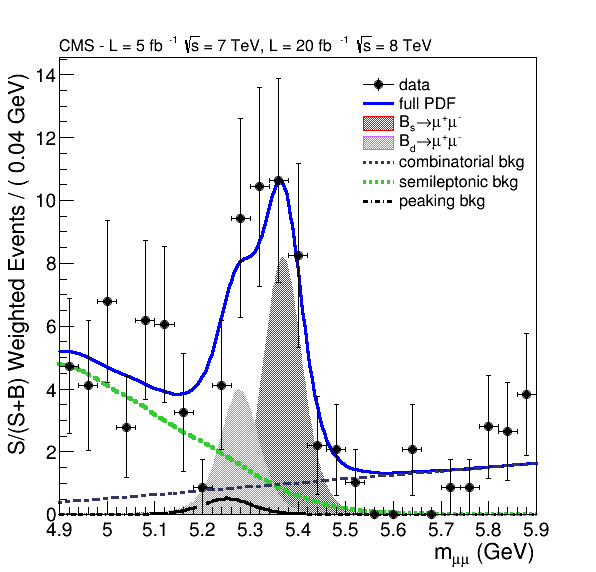 CMS - L = 5 fb⁻¹ √s = 7 TeV, L = 20 fb⁻¹ √s = 8 TeV
S/(S+B) Weighted Events / ( 0.04 GeV)
14
12
10
8
6
4
2
0
data
full PDF
Bₛ→μ⁺μ⁻
B_d→μ⁺μ⁻
combinatorial bkg
semileptonic bkg
peaking bkg
4.9 5 5.1 5.2 5.3 5.4 5.5 5.6 5.7 5.8 5.9
m_μμ (GeV)